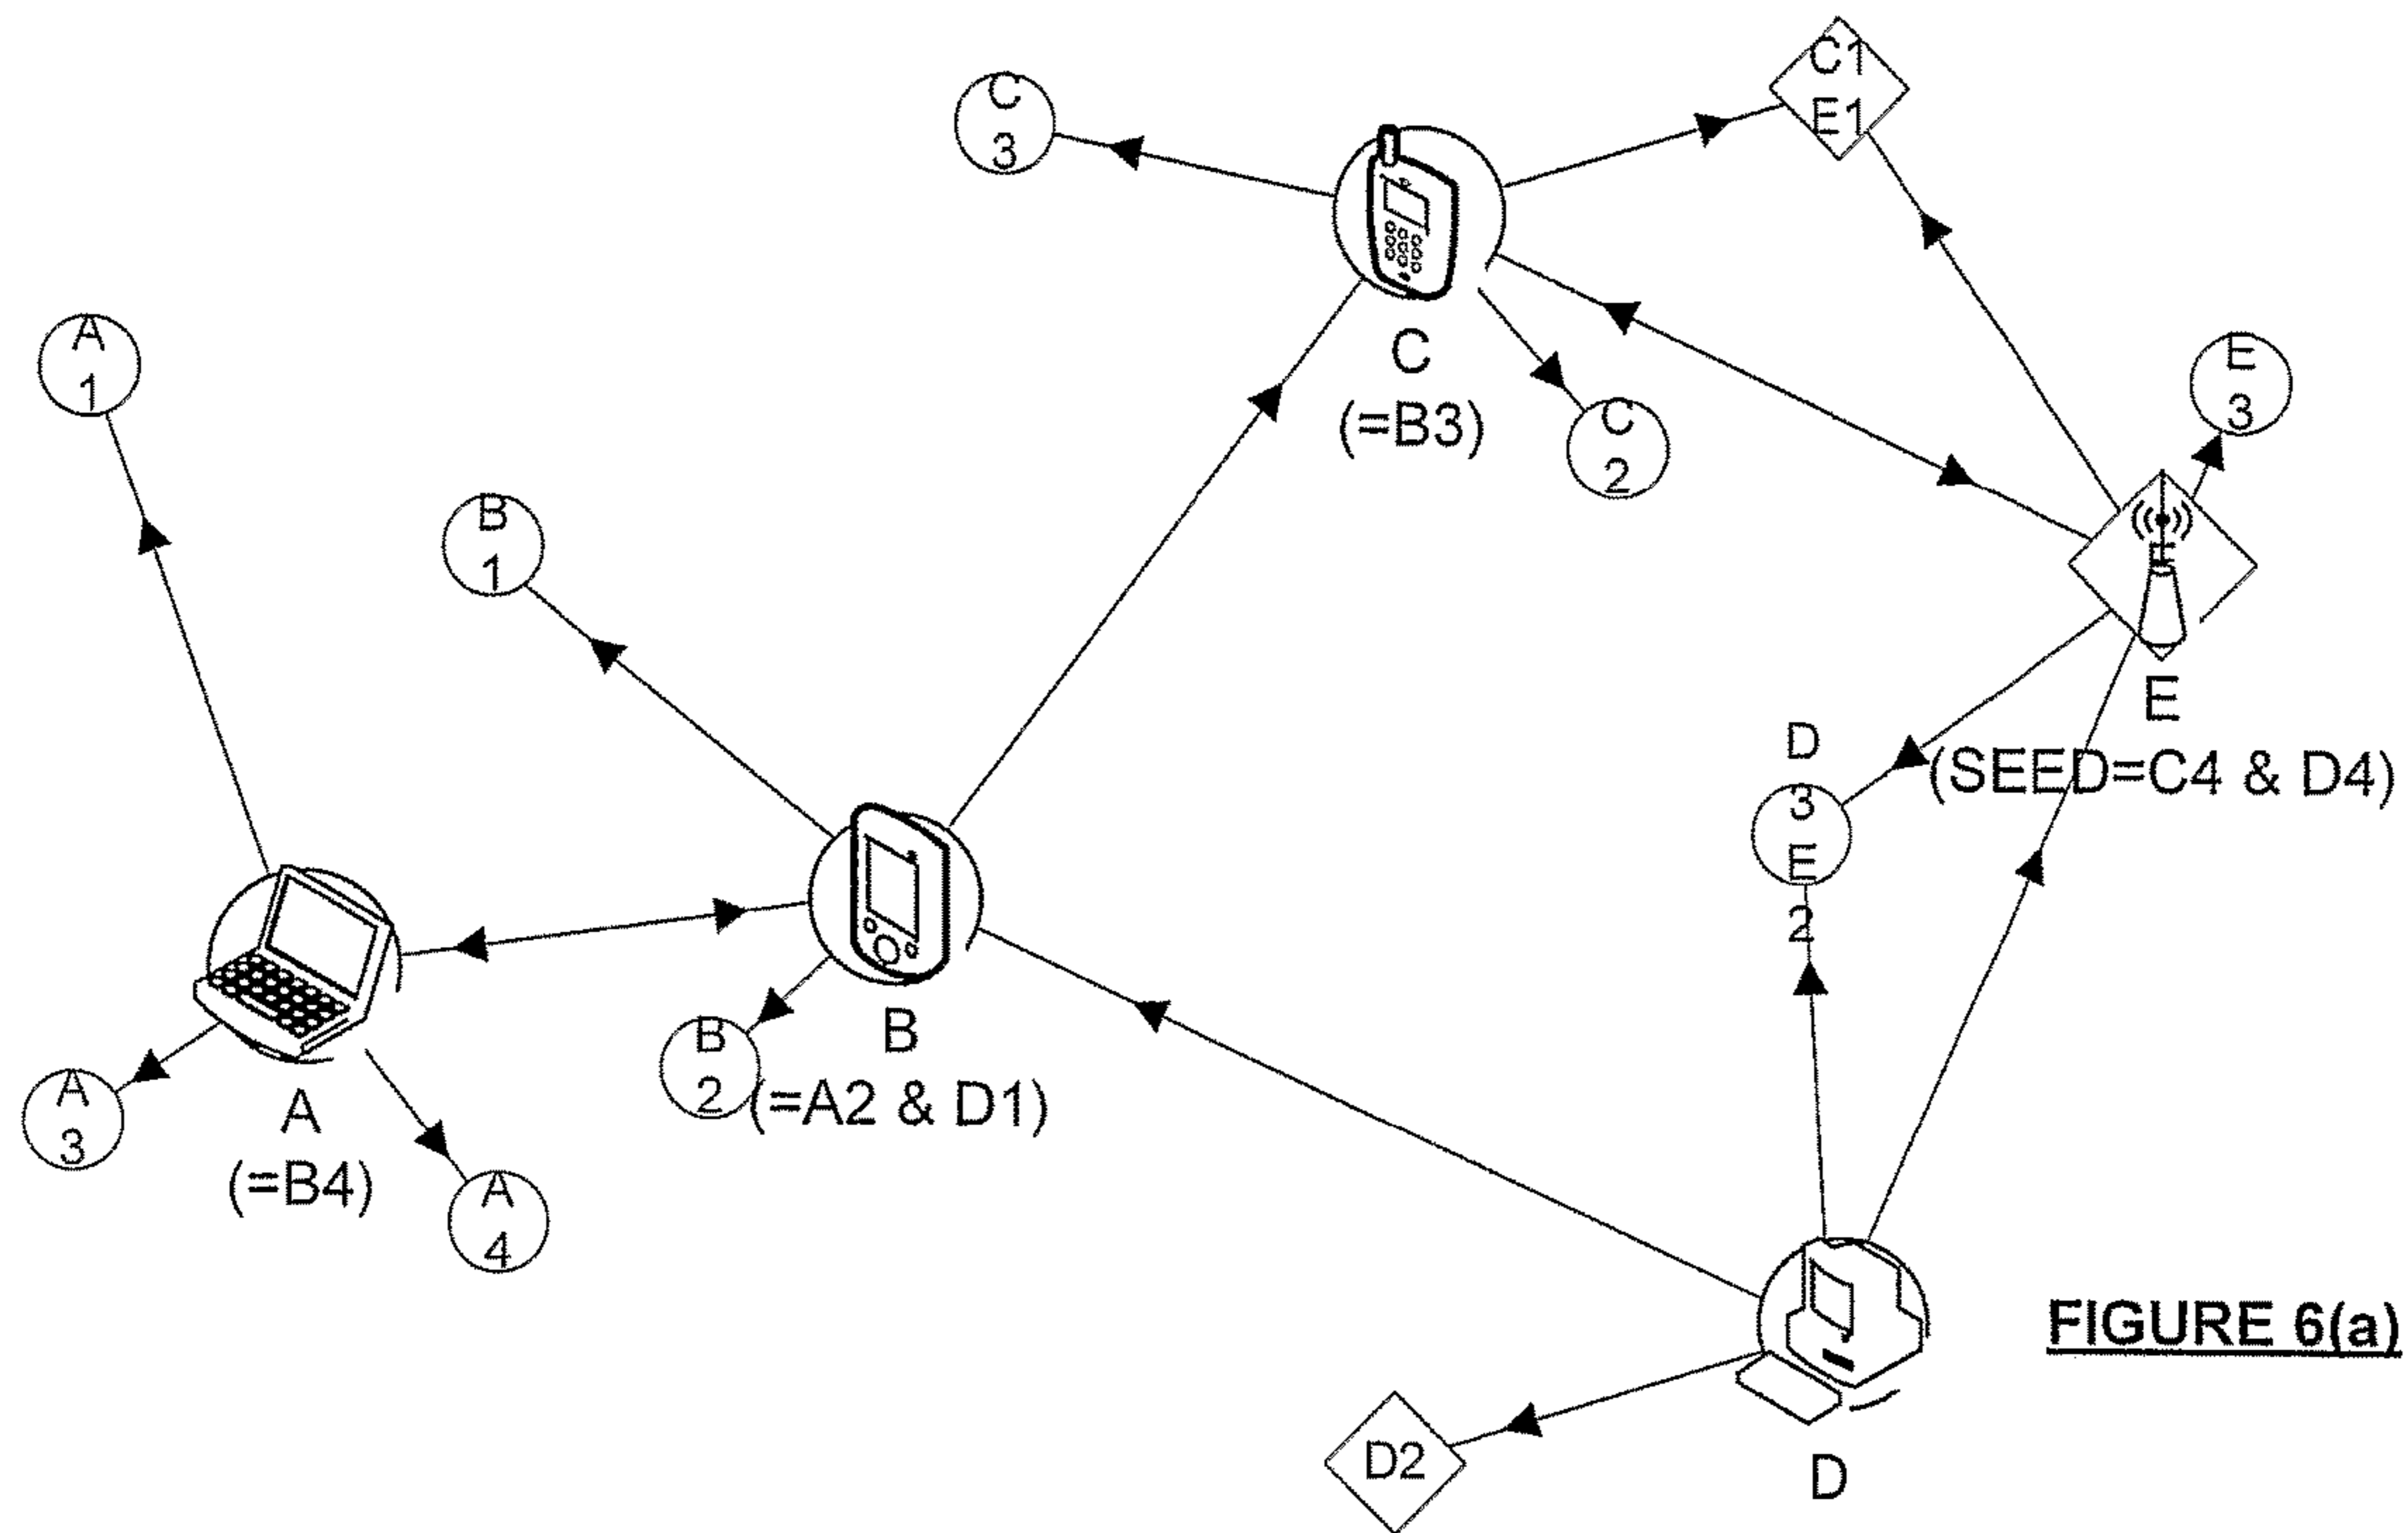 C1
E1
C
3
A
1
C
(=B3)
E
3
C
2
B
1
E
E
(SEED=C4 & D4)
D
3
E
2
B
(=A2 & D1)
B
2
A
3
A
(=B4)
A
4
FIGURE 6(a)
D2
D